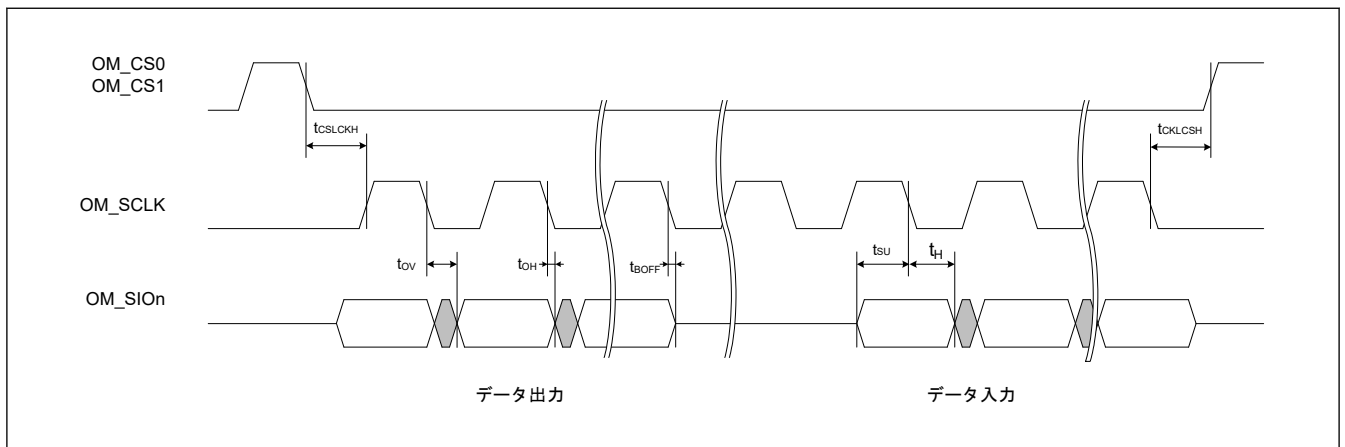 OM_CS0
OM_CS1
tCSLCKH
tCKLCSH
OM_SCLK
tOV
tOH
tBOFF
tSU
tH
OM_SIOn
データ出力
データ入力